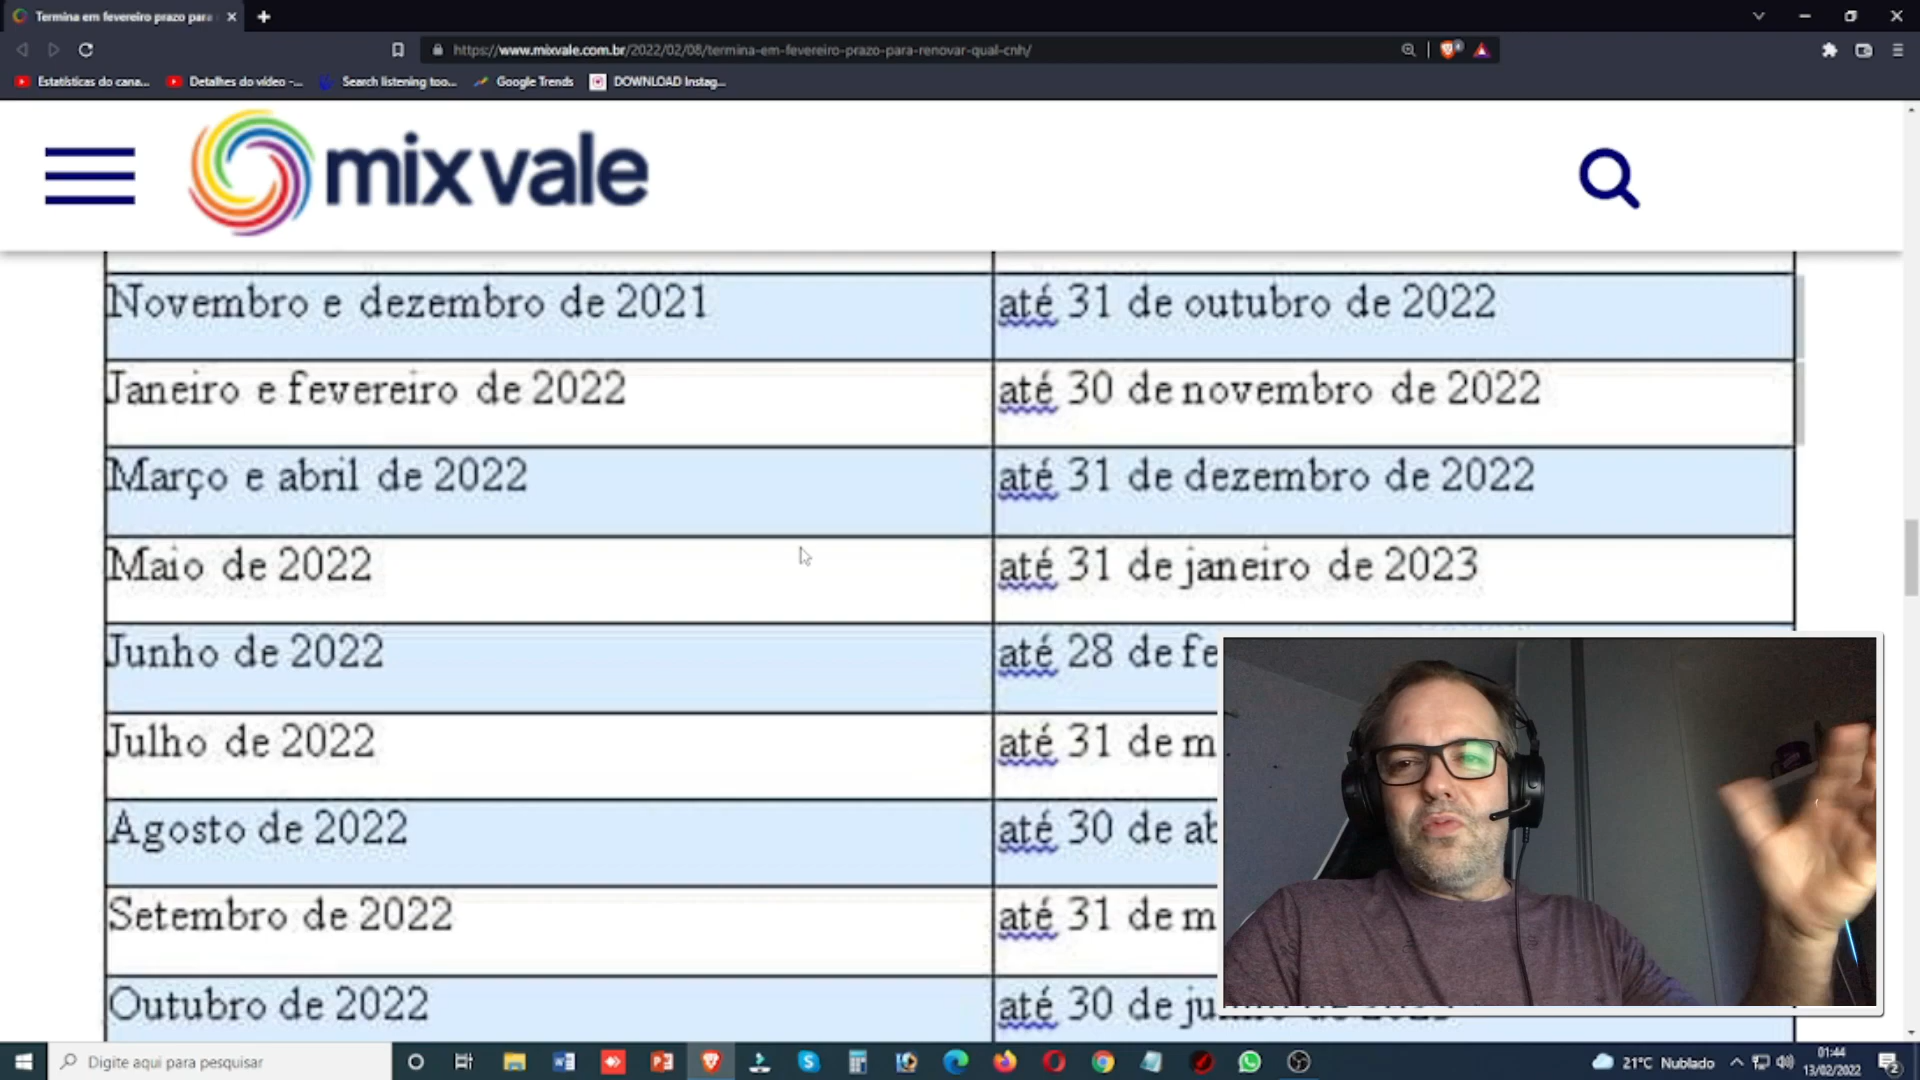 Termina em fevereiro prazo para
https://www.mixvale.com.br/2022/02/08/termina-em-fevereiro-prazo-para-renovar-qual-cnh/
Estatísticas do cana...
Detalhes do vídeo -...
Search listening too...
Google Trends
DOWNLOAD Instag...
mix vale
Novembro e dezembro de 2021
até 31 de outubro de 2022
Janeiro e fevereiro de 2022
até 30 de novembro de 2022
Março e abril de 2022
até 31 de dezembro de 2022
Maio de 2022
até 31 de janeiro de 2023
Junho de 2022
até 28 de fe
Julho de 2022
até 31 de m
Agosto de 2022
até 30 de ab
Setembro de 2022
até 31 de m
Outubro de 2022
até 30 de ju
Digite aqui para pesquisar
21°C Nublado
01:44
13/02/2022
2